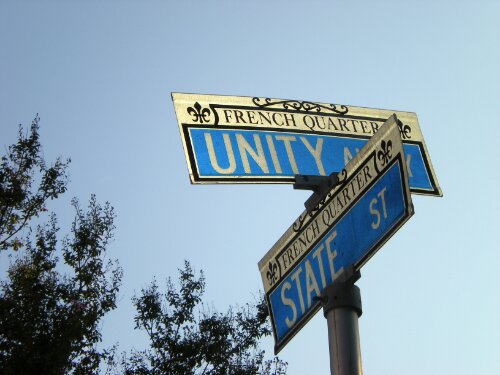 FRENCH QUARTER
UNITY
FRENCH QUARTER
STATE ST